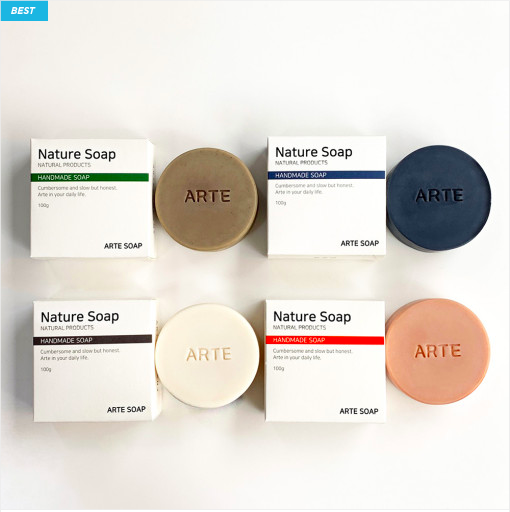 BEST
Nature Soap
NATURAL PRODUCTS
HANDMADE SOAP
Cumbersome and slow but honest.
Arte in your daily life.
100g
ARTE SOAP
ARTE
Nature Soap
NATURAL PRODUCTS
HANDMADE SOAP
Cumbersome and slow but honest.
Arte in your daily life.
100g
ARTE SOAP
ARTE
Nature Soap
NATURAL PRODUCTS
HANDMADE SOAP
Cumbersome and slow but honest.
Arte in your daily life.
100g
ARTE SOAP
ARTE
Nature Soap
NATURAL PRODUCTS
HANDMADE SOAP
Cumbersome and slow but honest.
Arte in your daily life.
100g
ARTE SOAP
ARTE